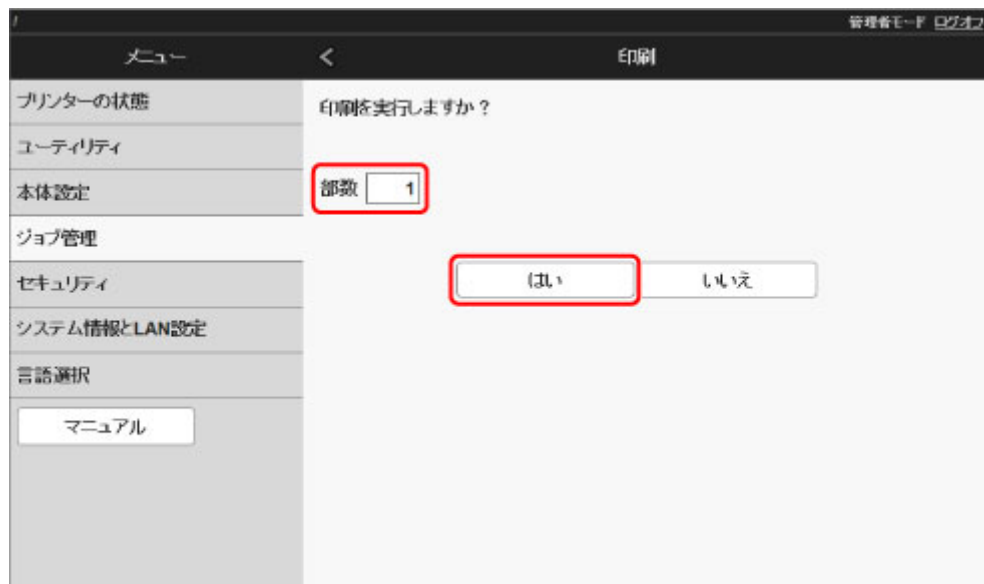 管理者モード ログオフ
メニュー
< 印刷
プリンターの状態
ユーティリティ
本体設定
ジョブ管理
セキュリティ
システム情報とLAN設定
言語選択
マニュアル
印刷を実行しますか？
部数 1
はい いいえ